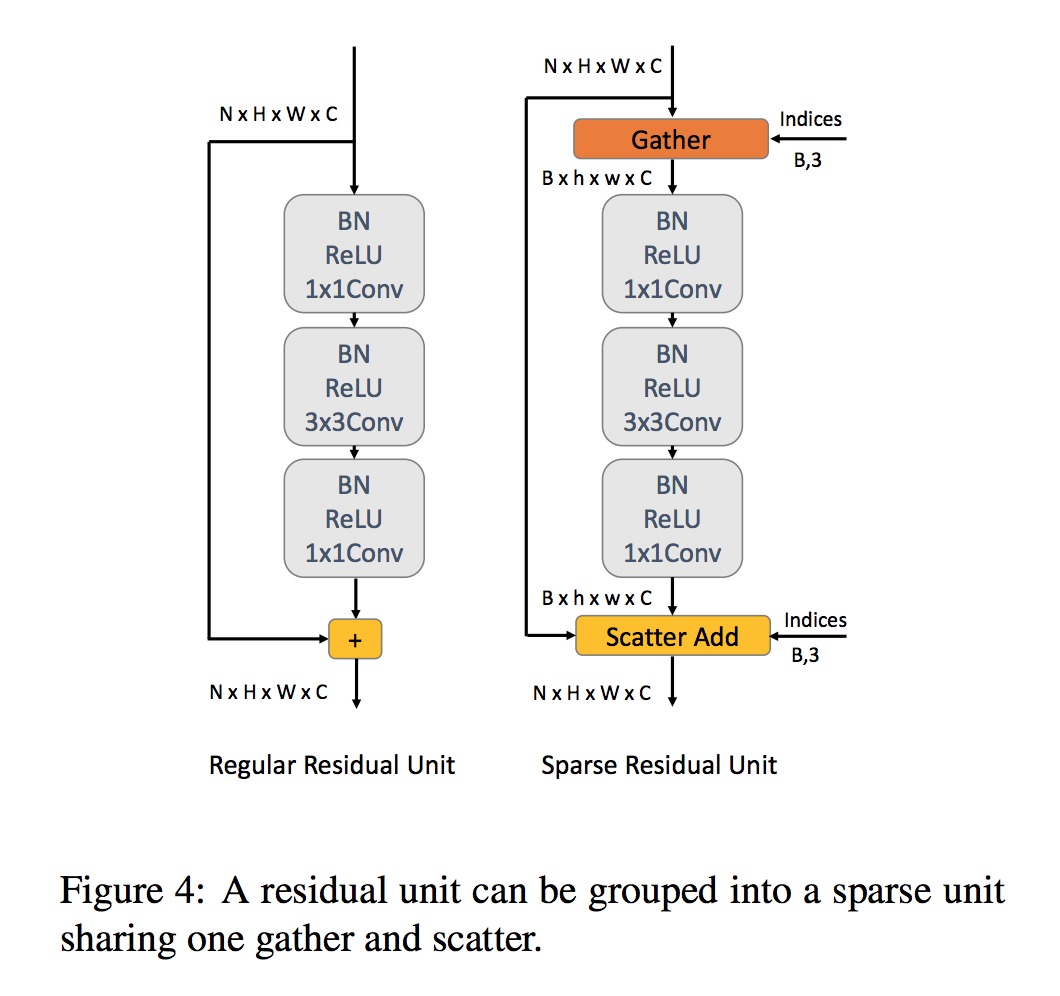 N x H x W x C
BN
ReLU
1x1Conv
BN
ReLU
3x3Conv
BN
ReLU
1x1Conv
+
N x H x W x C
Regular Residual Unit
N x H x W x C
Gather
Indices
B,3
B x h x w x C
BN
ReLU
1x1Conv
BN
ReLU
3x3Conv
BN
ReLU
1x1Conv
B x h x w x C
Scatter Add
Indices
B,3
N x H x W x C
Sparse Residual Unit
Figure 4: A residual unit can be grouped into a sparse unit
sharing one gather and scatter.